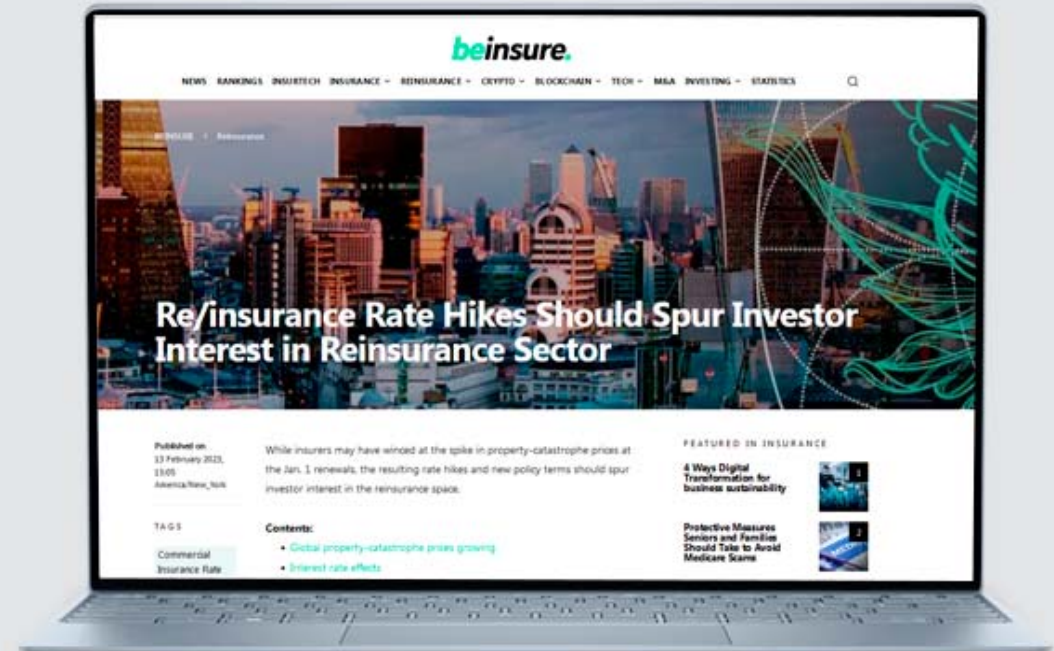 beinsure.
NEWS RANKINGS INSURTECH INSURANCE REINSURANCE CRYPTO BLOCKCHAIN TECH M&A INVESTING STATISTICS
BEINSURE Reinsurance
Re/insurance Rate Hikes Should Spur Investor
Interest in Reinsurance Sector
Published on
13 February 2023,
13:05
America/New_York
TAGS
Commercial
Insurance Rate
While insurers may have winced at the spike in property-catastrophe prices at
the Jan. 1 renewals, the resulting rate hikes and new policy terms should spur
investor interest in the reinsurance space.
Contents:
• Global property-catastrophe prices growing
• Interest rate effects
FEATURED IN INSURANCE
4 Ways Digital
Transformation for
business sustainability
1
Protective Measures
Seniors and Families
Should Take to Avoid
Medicare Scams
2